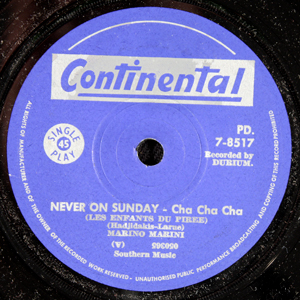 Continental
SINGLE
45
PLAY
PD.
7-8517
Recorded by
DURIUM.
NEVER ON SUNDAY - Cha Cha Cha
(LES ENFANTS DU PIREE)
(Hadjidakis-Larue)
MARINO MARINI
(V)
Southern Music
ALL RIGHTS OF MANUFACTURERS AND OF THE OWNER OF THE RECORDED WORK RESERVED - UNAUTHORISED PUBLIC PERFORMANCE, BROADCASTING AND COPYING OF THIS RECORD PROHIBITED